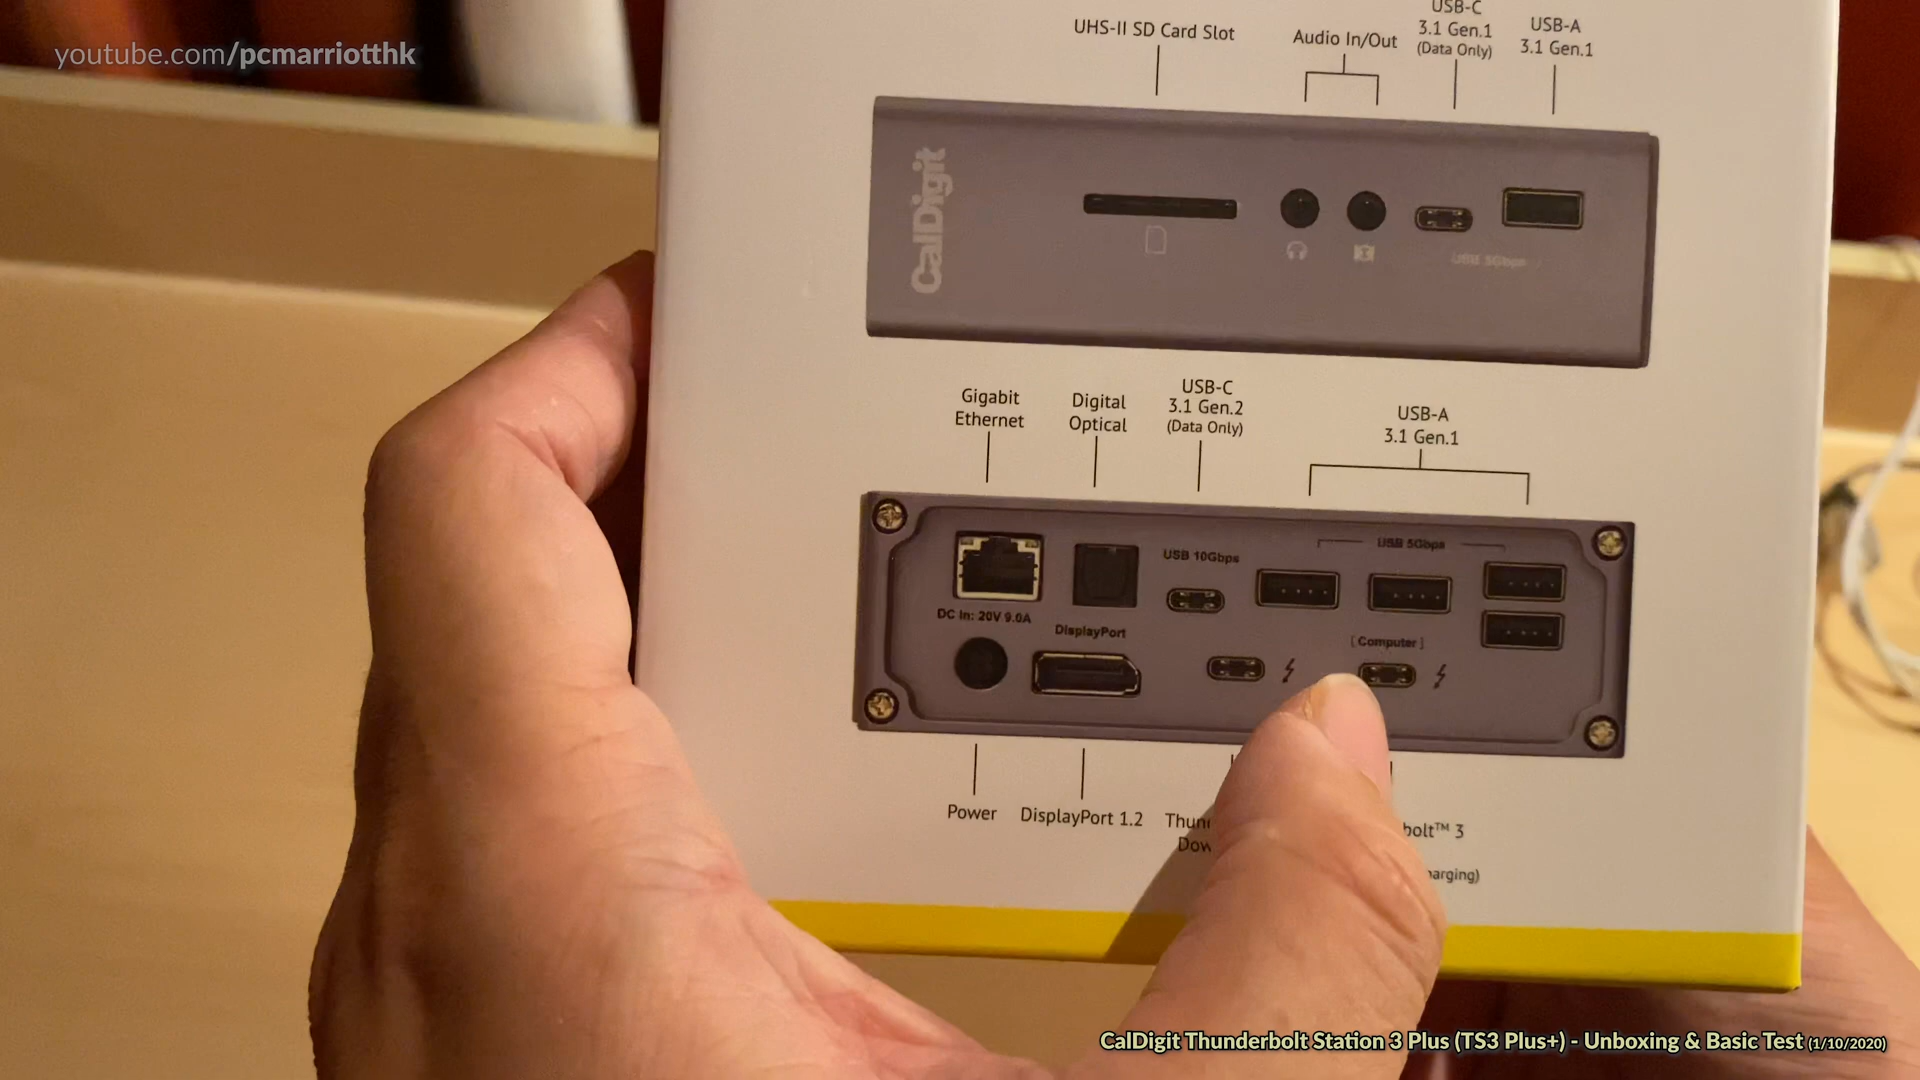 youtube.com/pcmarriotthk
UHS-II SD Card Slot
Audio In/Out
USB-C
3.1 Gen.1
(Data Only)
USB-A
3.1 Gen.1
CalDigit
USB 5Gbps
Gigabit
Ethernet
Digital
Optical
USB-C
3.1 Gen.2
(Data Only)
USB-A
3.1 Gen.1
USB 10Gbps
USB 5Gbps
DC In: 20V 9.0A
DisplayPort
[ Computer ]
Power
DisplayPort 1.2
CalDigit Thunderbolt Station 3 Plus (TS3 Plus+) - Unboxing & Basic Test (1/10/2020)